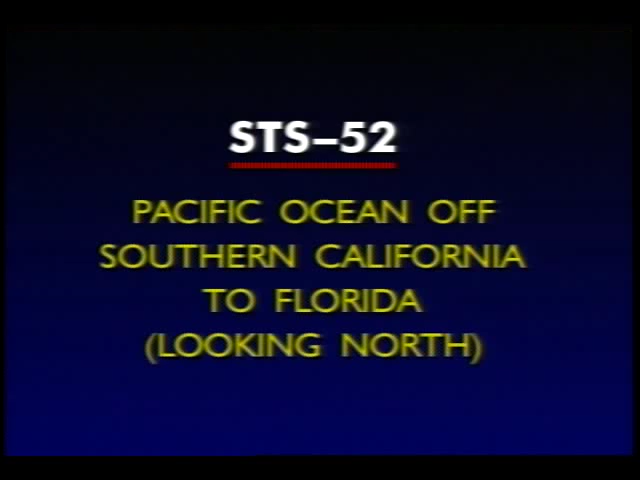 STS–52
PACIFIC OCEAN OFF
SOUTHERN CALIFORNIA
TO FLORIDA
(LOOKING NORTH)